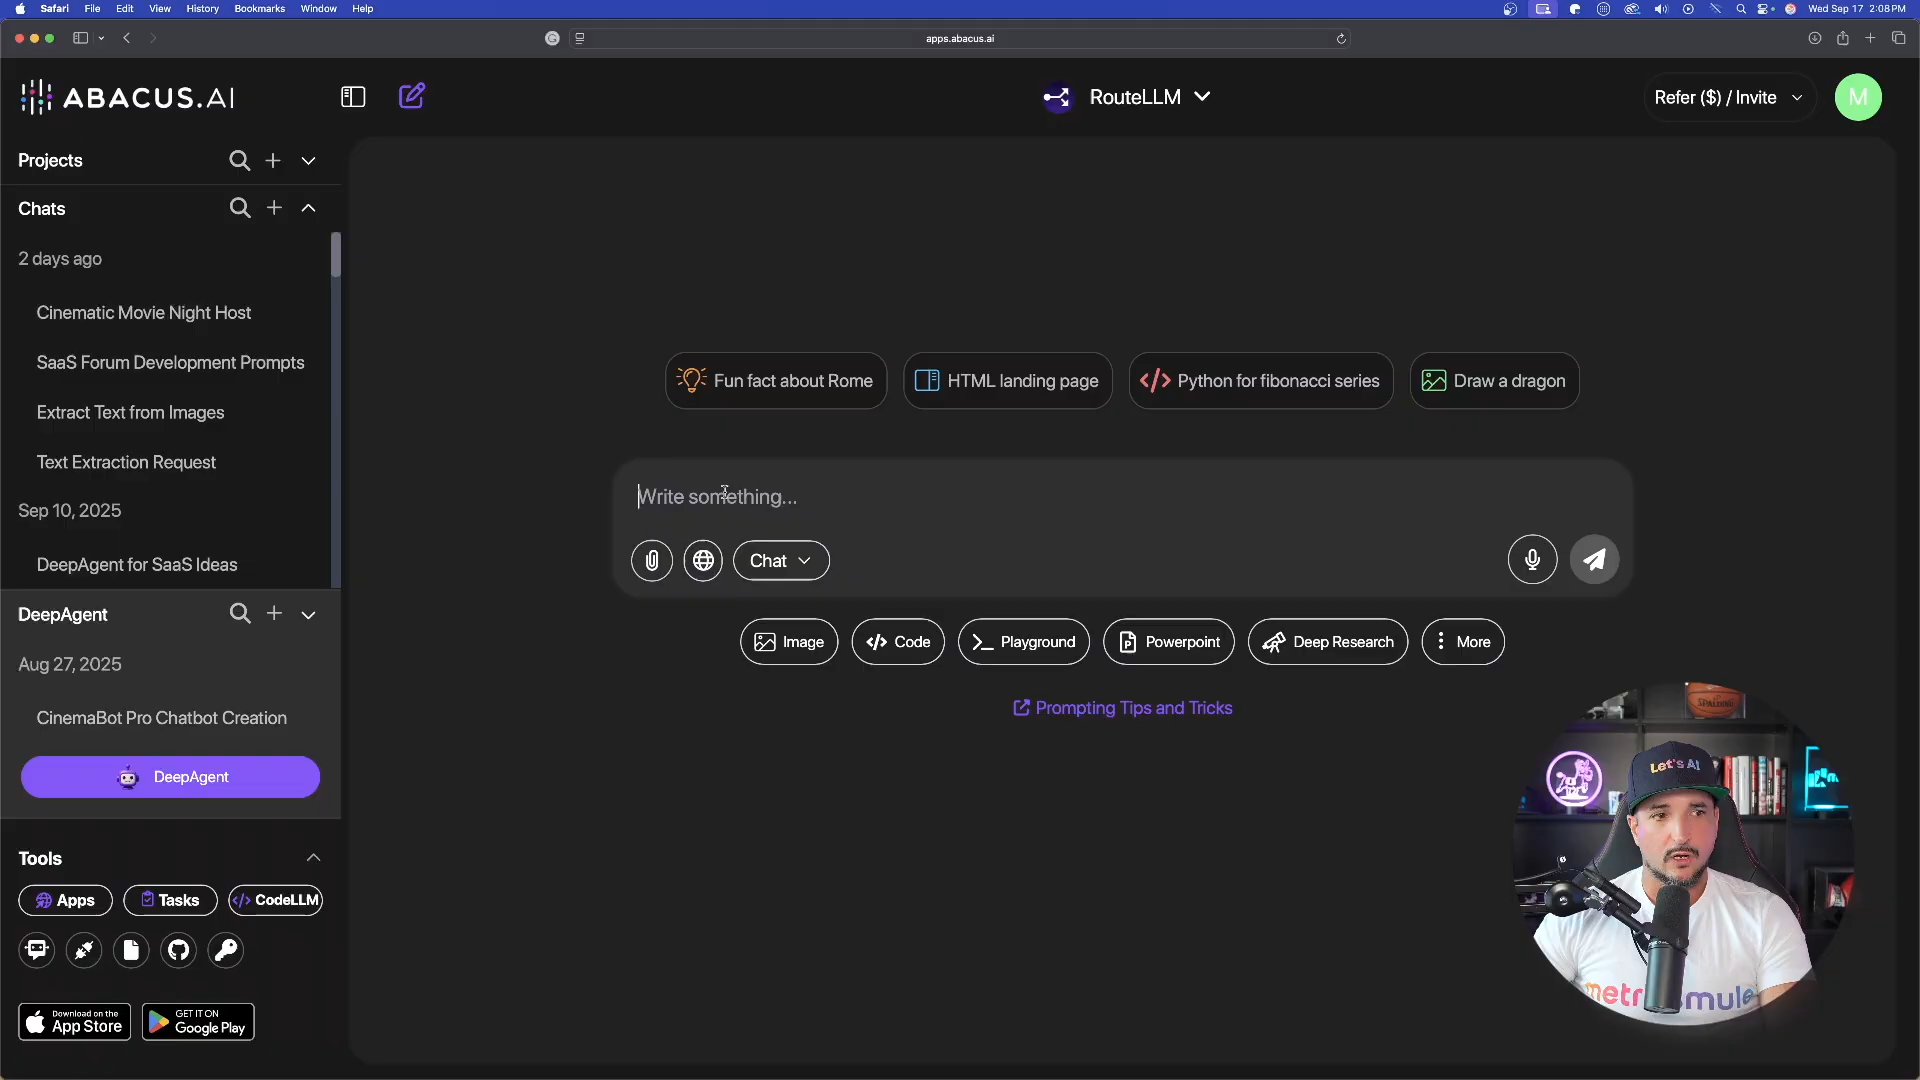 Safari File Edit View History Bookmarks Window Help
Wed Sep 17 2:08 PM
apps.abacus.ai
ABACUS.AI
RouteLLM
Refer ($) / Invite
M
Projects
Chats
2 days ago
Cinematic Movie Night Host
SaaS Forum Development Prompts
Extract Text from Images
Text Extraction Request
Sep 10, 2025
DeepAgent for SaaS Ideas
DeepAgent
Aug 27, 2025
CinemaBot Pro Chatbot Creation
DeepAgent
Tools
Apps
Tasks
CodeLLM
Download on the
App Store
GET IT ON
Google Play
Fun fact about Rome
HTML landing page
Python for fibonacci series
Draw a dragon
Write something...
Chat
Image
Code
Playground
Powerpoint
Deep Research
More
Prompting Tips and Tricks
SPALDING
Let's AI